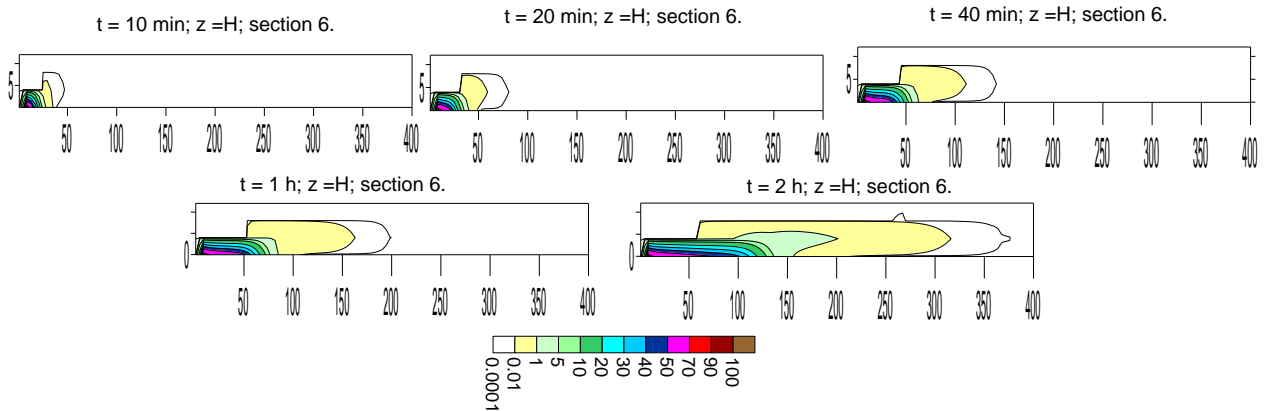 t = 10 min; z =H; section 6.
t = 20 min; z =H; section 6.
t = 40 min; z =H; section 6.
5
50 100 150 200 250 300 350 400
5
50 100 150 200 250 300 350 400
5
50 100 150 200 250 300 350 400
t = 1 h; z =H; section 6.
t = 2 h; z =H; section 6.
0
50 100 150 200 250 300 350 400
0
50 100 150 200 250 300 350 400
0.0001 0.01 1 5 10 20 30 40 50 70 90 100